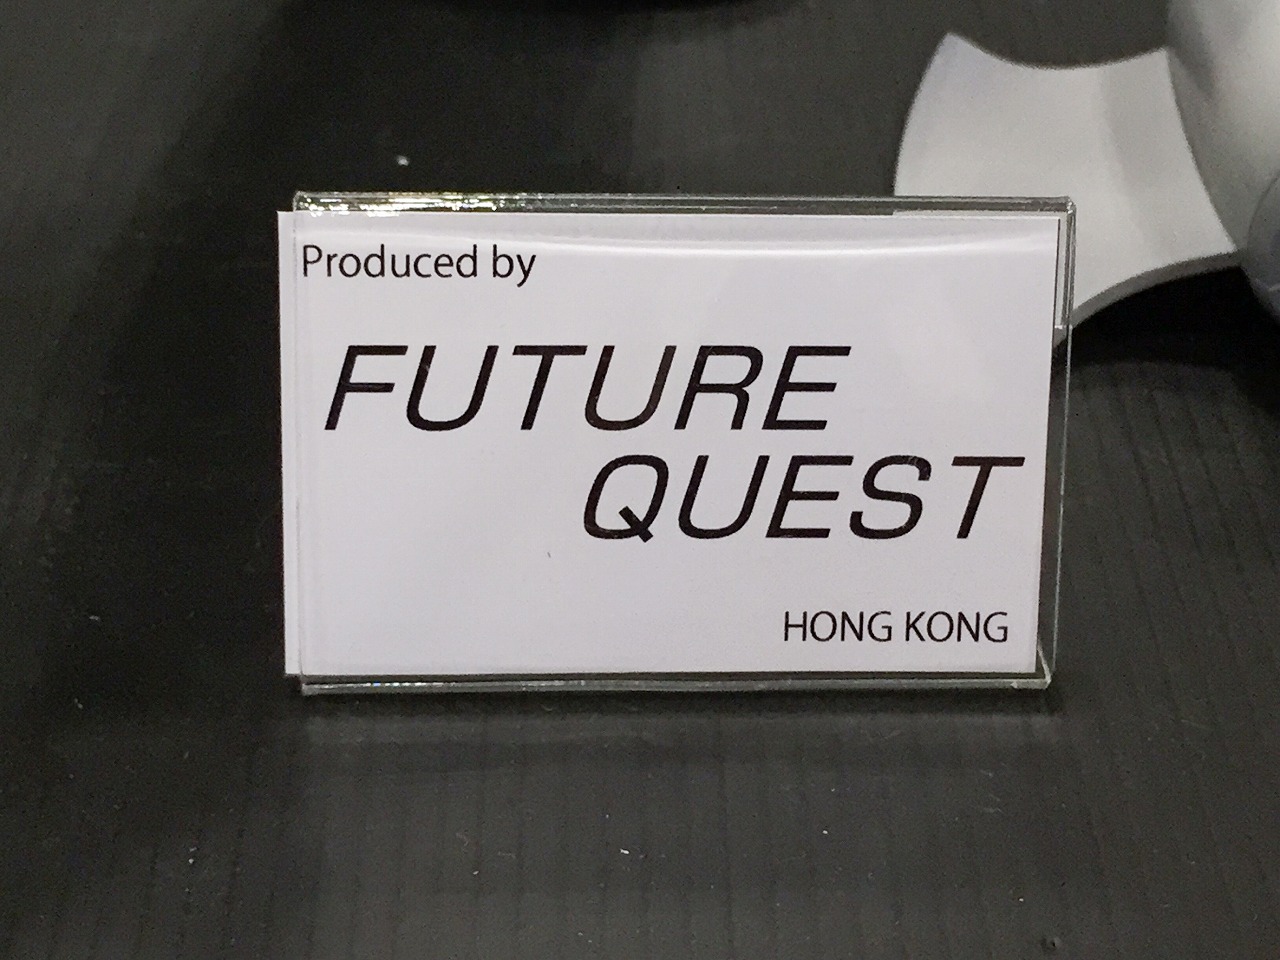 Produced by
FUTURE
QUEST
HONG KONG